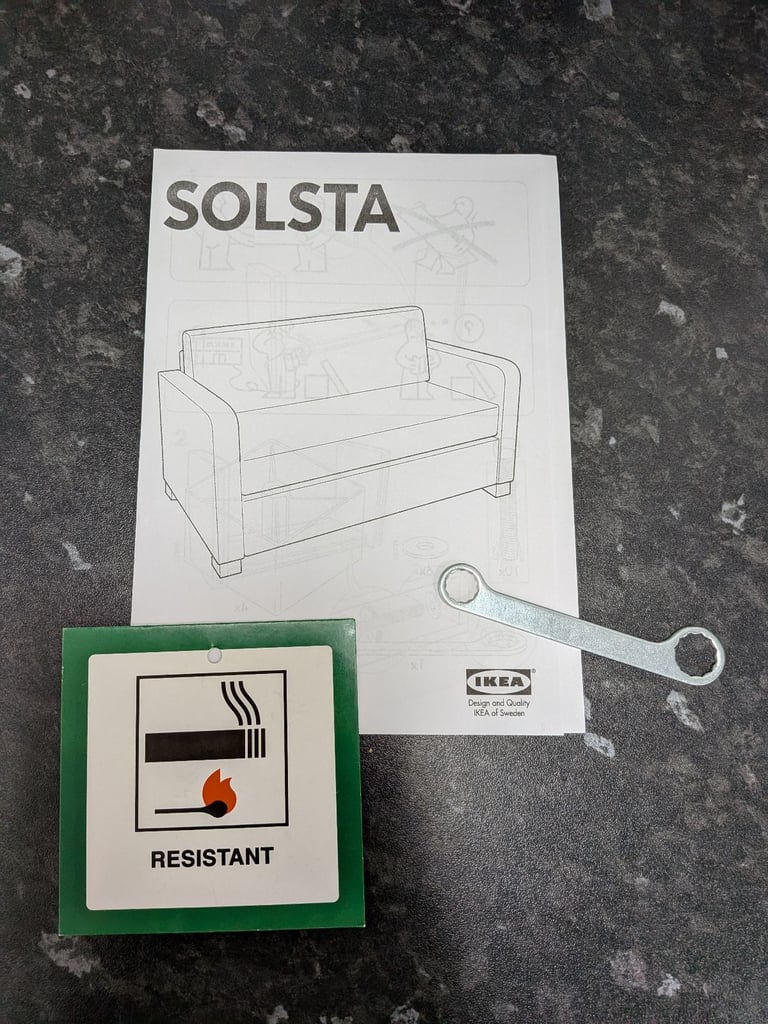 SOLSTA
IKEA®
Design and Quality
IKEA of Sweden
RESISTANT